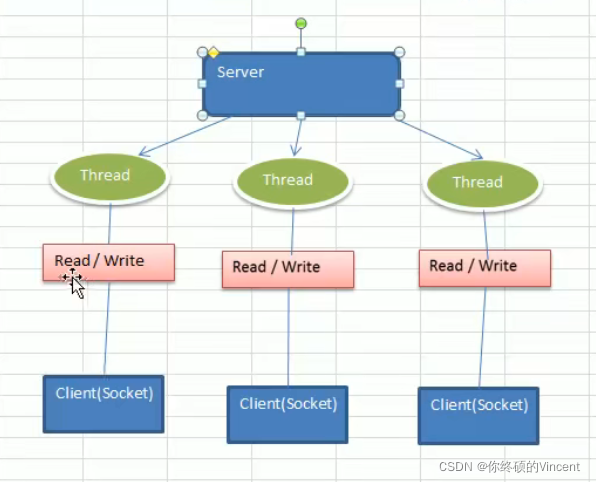 Server
Thread
Thread
Thread
Read / Write
Read / Write
Read / Write
Client(Socket)
Client(Socket)
Client(Socket)
CSDN @你终硕的Vincent